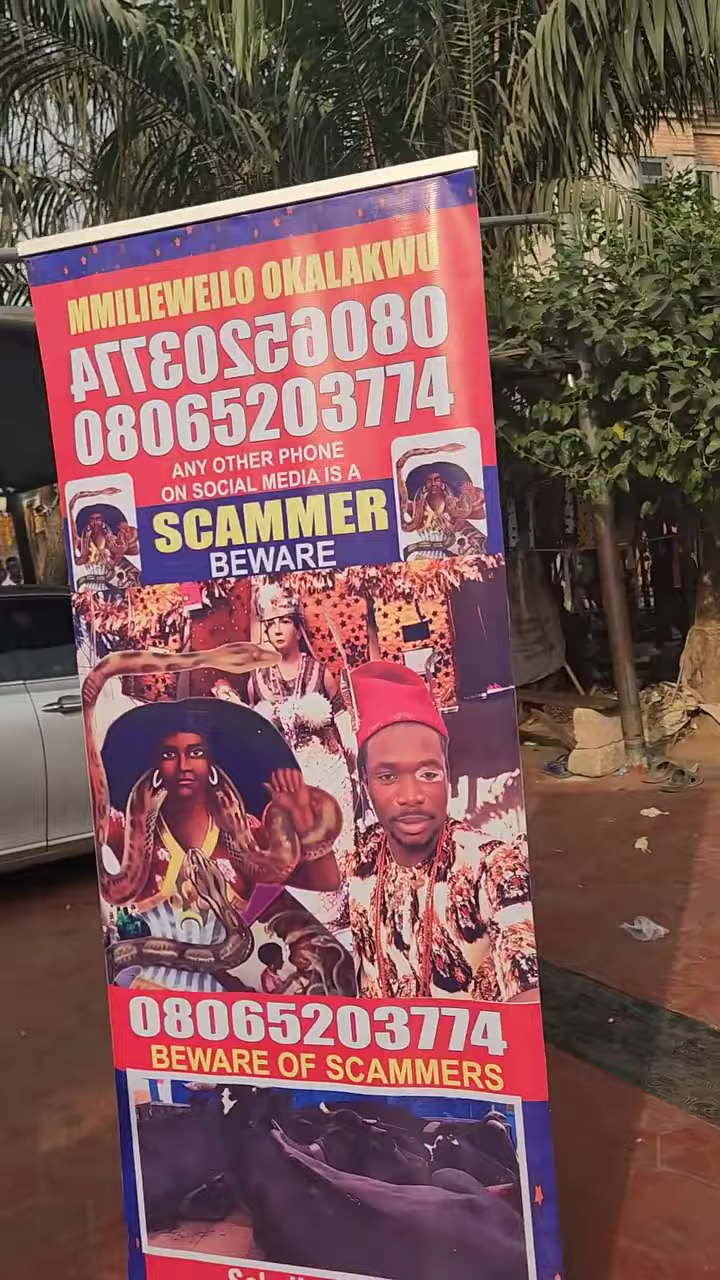 MMILIEWEILO OKALAKWU
08065203774
08065203774
ANY OTHER PHONE
ON SOCIAL MEDIA IS A
SCAMMER
BEWARE
08065203774
BEWARE OF SCAMMERS